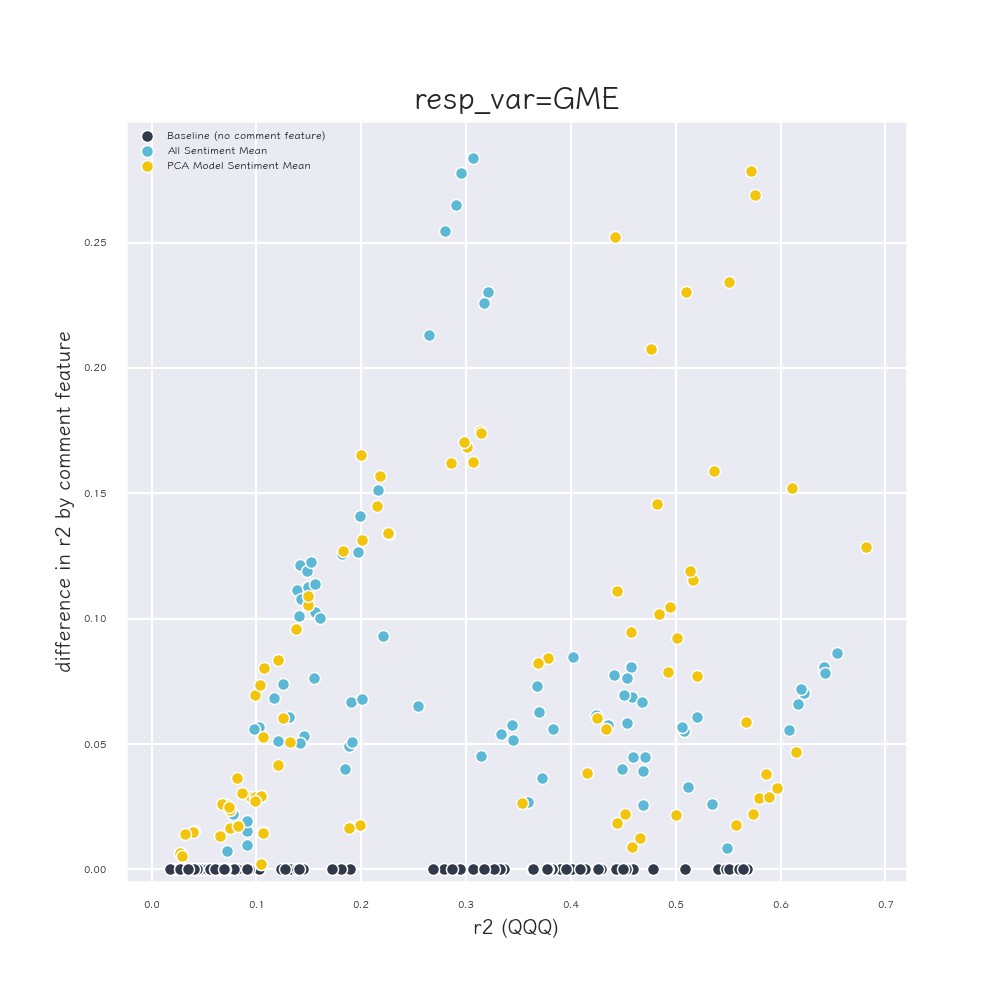 resp_var=GME
Baseline (no comment feature)
All Sentiment Mean
PCA Model Sentiment Mean
difference in r2 by comment feature
0.25
0.20
0.15
0.10
0.05
0.00
0.0 0.1 0.2 0.3 0.4 0.5 0.6 0.7
r2 (QQQ)